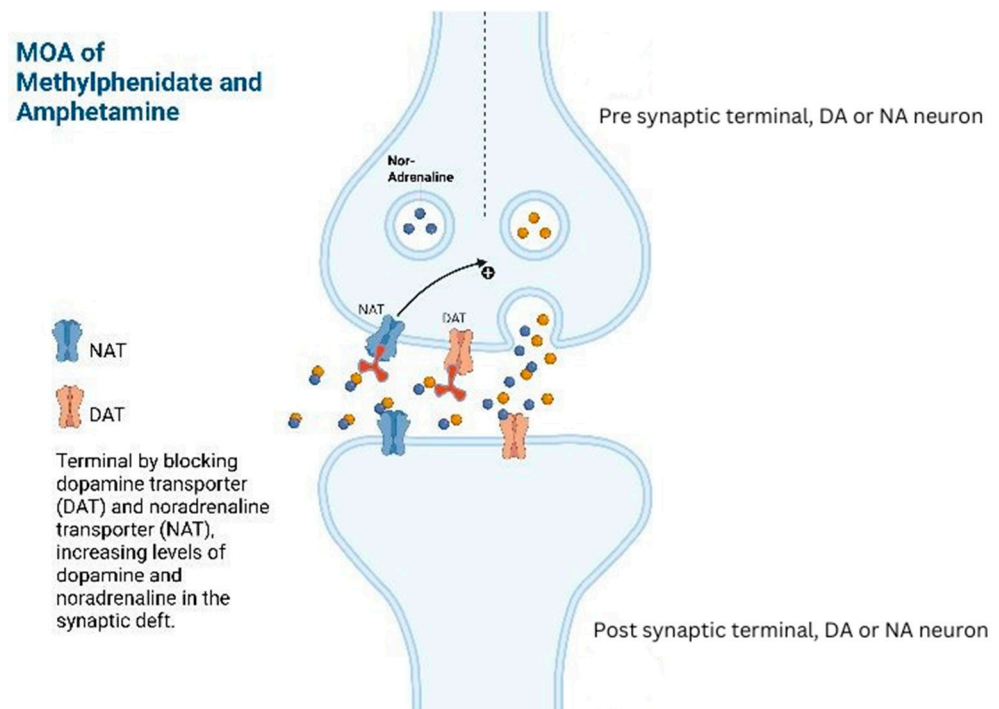 MOA of
Methylphenidate and
Amphetamine
Pre synaptic terminal, DA or NA neuron
Nor-
Adrenaline
NAT
DAT
NAT
DAT
Terminal by blocking
dopamine transporter
(DAT) and noradrenaline
transporter (NAT),
increasing levels of
dopamine and
noradrenaline in the
synaptic deft.
Post synaptic terminal, DA or NA neuron